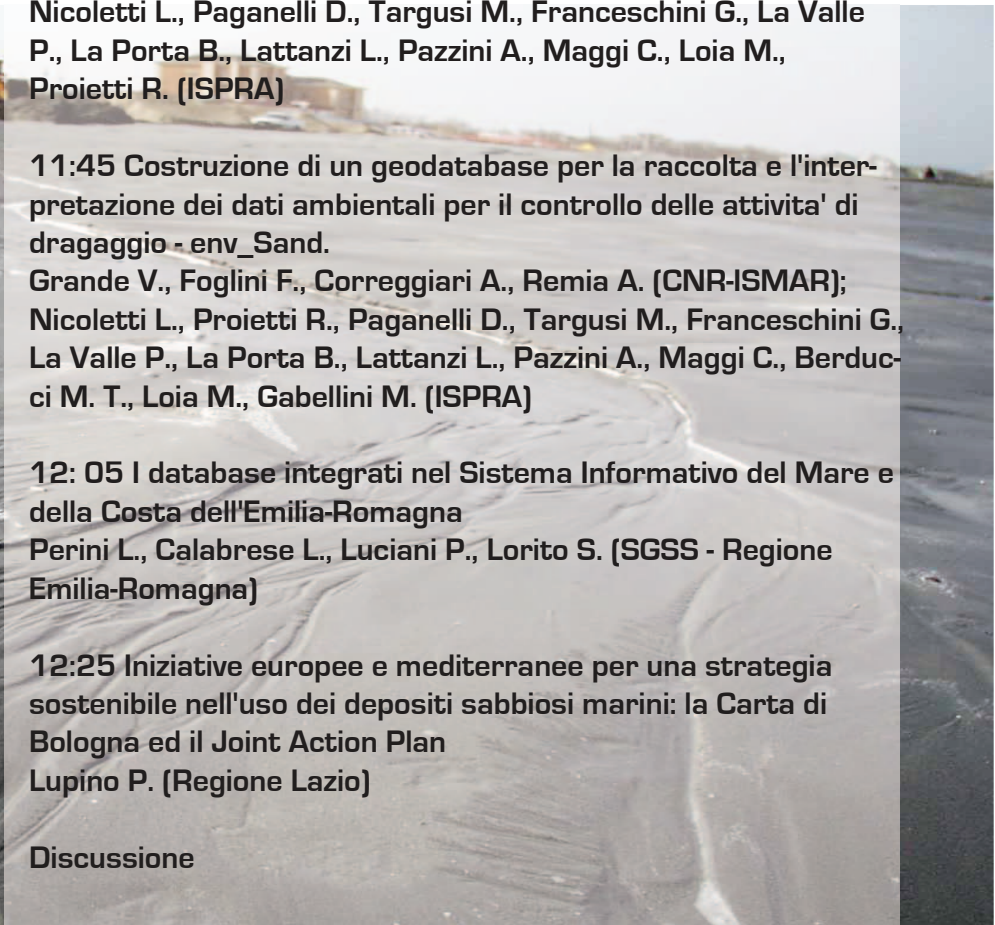 Nicoletti L., Paganelli D., Targusi M., Franceschini G., La Valle
P., La Porta B., Lattanzi L., Pazzini A., Maggi C., Loia M.,
Proietti R. (ISPRA)
11:45 Costruzione di un geodatabase per la raccolta e l'inter-
pretazione dei dati ambientali per il controllo delle attivita' di
dragaggio - env_Sand.
Grande V., Foglini F., Correggiari A., Remia A. (CNR-ISMAR);
Nicoletti L., Proietti R., Paganelli D., Targusi M., Franceschini G.,
La Valle P., La Porta B., Lattanzi L., Pazzini A., Maggi C., Berduc-
ci M. T., Loia M., Gabellini M. (ISPRA)
12: 05 I database integrati nel Sistema Informativo del Mare e
della Costa dell'Emilia-Romagna
Perini L., Calabrese L., Luciani P., Lorito S. (SGSS - Regione
Emilia-Romagna)
12:25 Iniziative europee e mediterranee per una strategia
sostenibile nell'uso dei depositi sabbiosi marini: la Carta di
Bologna ed il Joint Action Plan
Lupino P. (Regione Lazio)
Discussione